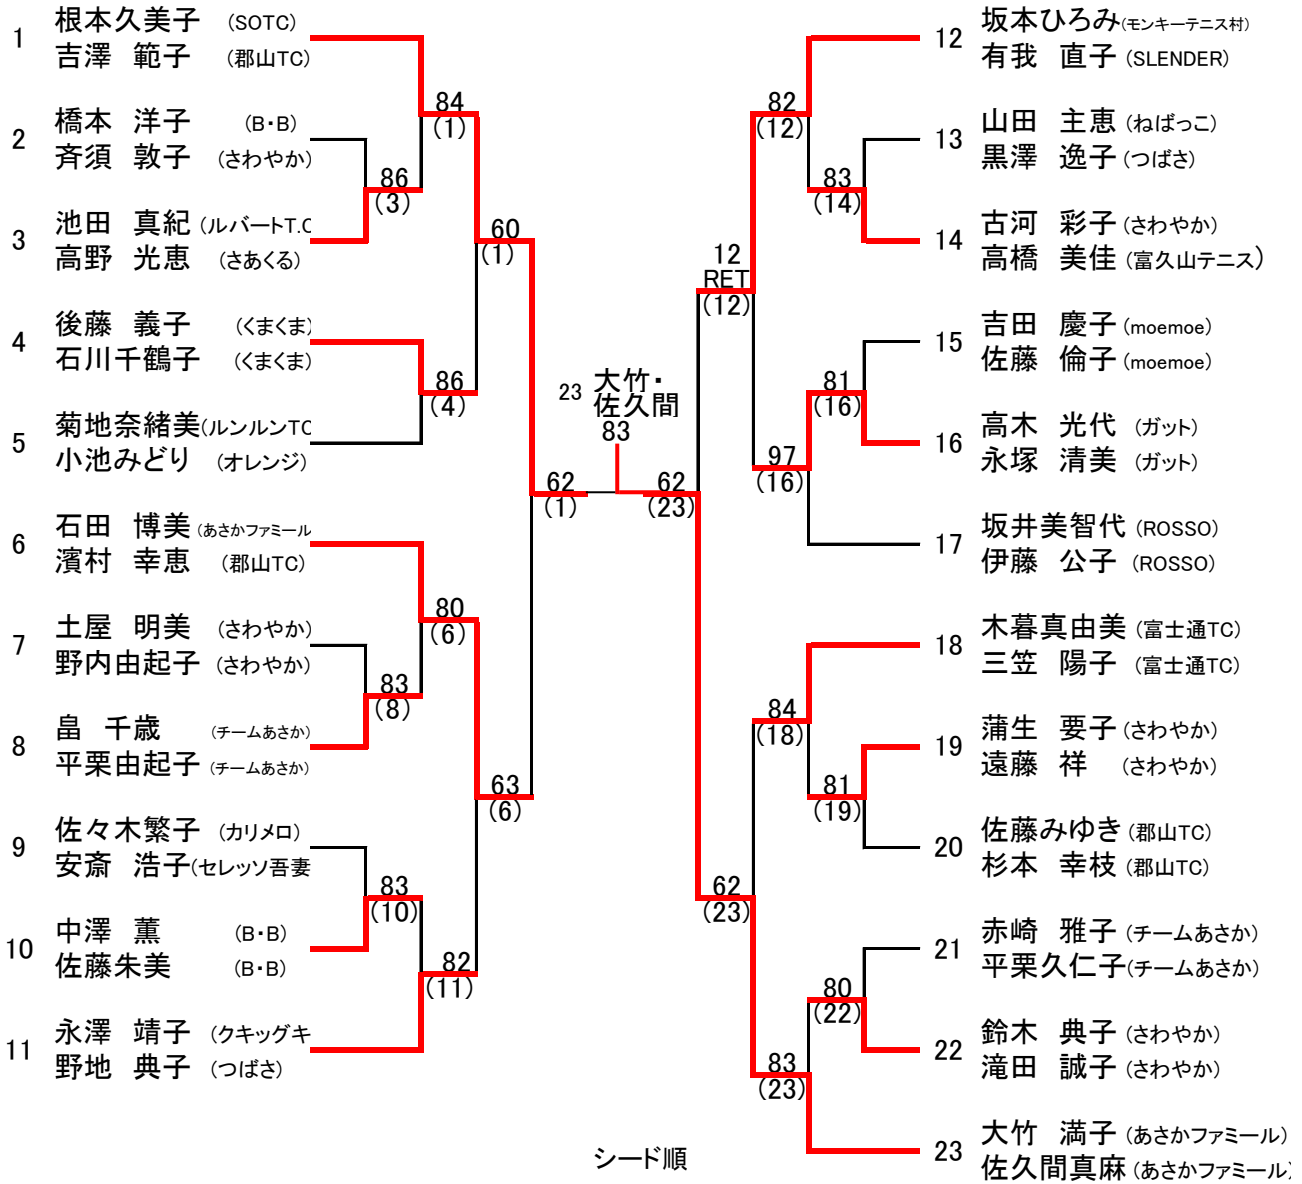 1 根本久美子 (SOTC)
吉澤 範子 (郡山TC)
2 橋本 洋子 (B・B)
斉須 敦子 (さわやか)
3 池田 真紀 (ルバートT.C
高野 光恵 (さあくる)
4 後藤 義子 (くまくま)
石川千鶴子 (くまくま)
5 菊地奈緒美(ルンルンTC
小池みどり (オレンジ)
6 石田 博美 (あさかファミール
濱村 幸恵 (郡山TC)
7 土屋 明美 (さわやか)
野内由起子 (さわやか)
8 畠 千歳 (チームあさか)
平栗由起子 (チームあさか)
9 佐々木繁子 (カリメロ)
安斎 浩子(セレッソ吾妻
10 中澤 薫 (B・B)
佐藤朱美 (B・B)
11 永澤 靖子 (クキッグキ
野地 典子 (つばさ)
84
(1)
86
(3)
60
(1)
86
(4)
62
(1)
80
(6)
83
(8)
63
(6)
83
(10)
82
(11)
23 大竹・
佐久間
83
62
(23)
12
RET
(12)
82
(12)
83
(14)
81
(16)
97
(16)
84
(18)
81
(19)
62
(23)
80
(22)
83
(23)
12 坂本ひろみ(モンキーテニス村)
有我 直子 (SLENDER)
13 山田 主恵 (ねばっこ)
黒澤 逸子 (つばさ)
14 古河 彩子 (さわやか)
高橋 美佳 (富久山テニス)
15 吉田 慶子 (moemoe)
佐藤 倫子 (moemoe)
16 高木 光代 (ガット)
永塚 清美 (ガット)
17 坂井美智代 (ROSSO)
伊藤 公子 (ROSSO)
18 木暮真由美 (富士通TC)
三笠 陽子 (富士通TC)
19 蒲生 要子 (さわやか)
遠藤 祥 (さわやか)
20 佐藤みゆき (郡山TC)
杉本 幸枝 (郡山TC)
21 赤崎 雅子 (チームあさか)
平栗久仁子(チームあさか)
22 鈴木 典子 (さわやか)
滝田 誠子 (さわやか)
23 大竹 満子 (あさかファミール)
佐久間真麻 (あさかファミール)
シード順